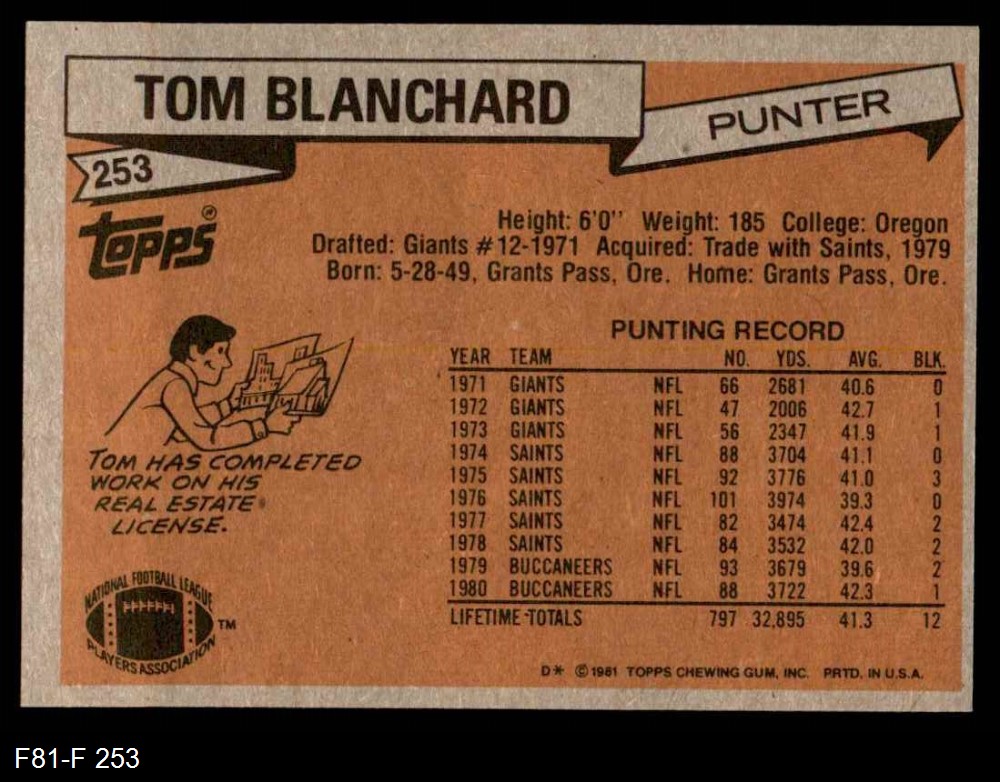 TOM BLANCHARD
PUNTER
253
topps®
Height: 6'0" Weight: 185 College: Oregon
Drafted: Giants #12-1971 Acquired: Trade with Saints, 1979
Born: 5-28-49, Grants Pass, Ore. Home: Grants Pass, Ore.
PUNTING RECORD
YEAR TEAM NO. YDS. AVG. BLK.
1971 GIANTS NFL 66 2681 40.6 0
1972 GIANTS NFL 47 2006 42.7 1
1973 GIANTS NFL 56 2347 41.9 1
1974 SAINTS NFL 88 3704 41.1 0
1975 SAINTS NFL 92 3776 41.0 3
1976 SAINTS NFL 101 3974 39.3 0
1977 SAINTS NFL 82 3474 42.4 2
1978 SAINTS NFL 84 3532 42.0 2
1979 BUCCANEERS NFL 93 3679 39.6 2
1980 BUCCANEERS NFL 88 3722 42.3 1
LIFETIME TOTALS 797 32,895 41.3 12
TOM HAS COMPLETED
WORK ON HIS
REAL ESTATE
LICENSE.
NATIONAL FOOTBALL LEAGUE
PLAYERS ASSOCIATION
TM
D* © 1981 TOPPS CHEWING GUM, INC. PRTD. IN U.S.A.
F81-F 253